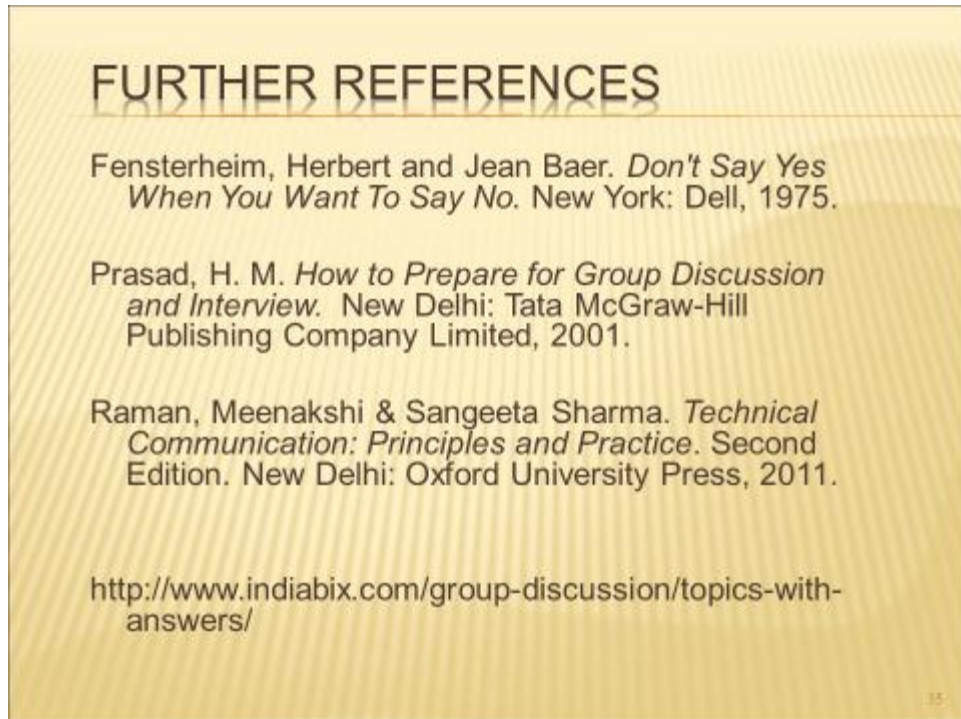 FURTHER REFERENCES
Fensterheim, Herbert and Jean Baer. Don't Say Yes
When You Want To Say No. New York: Dell, 1975.
Prasad, H. M. How to Prepare for Group Discussion
and Interview. New Delhi: Tata McGraw-Hill
Publishing Company Limited, 2001.
Raman, Meenakshi & Sangeeta Sharma. Technical
Communication: Principles and Practice. Second
Edition. New Delhi: Oxford University Press, 2011.
http://www.indiabix.com/group-discussion/topics-with-
answers/
35